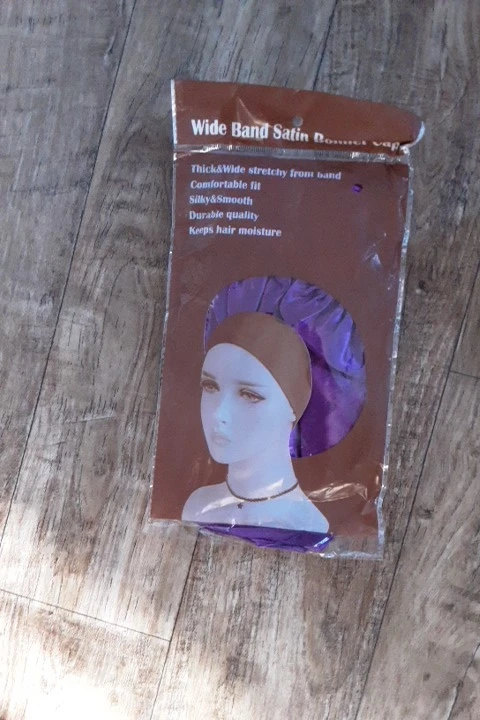 Wide Band Satin Bonnet Cap
Thick&Wide stretchy front band
Comfortable fit
Silky&Smooth
Durable quality
Keeps hair moisture